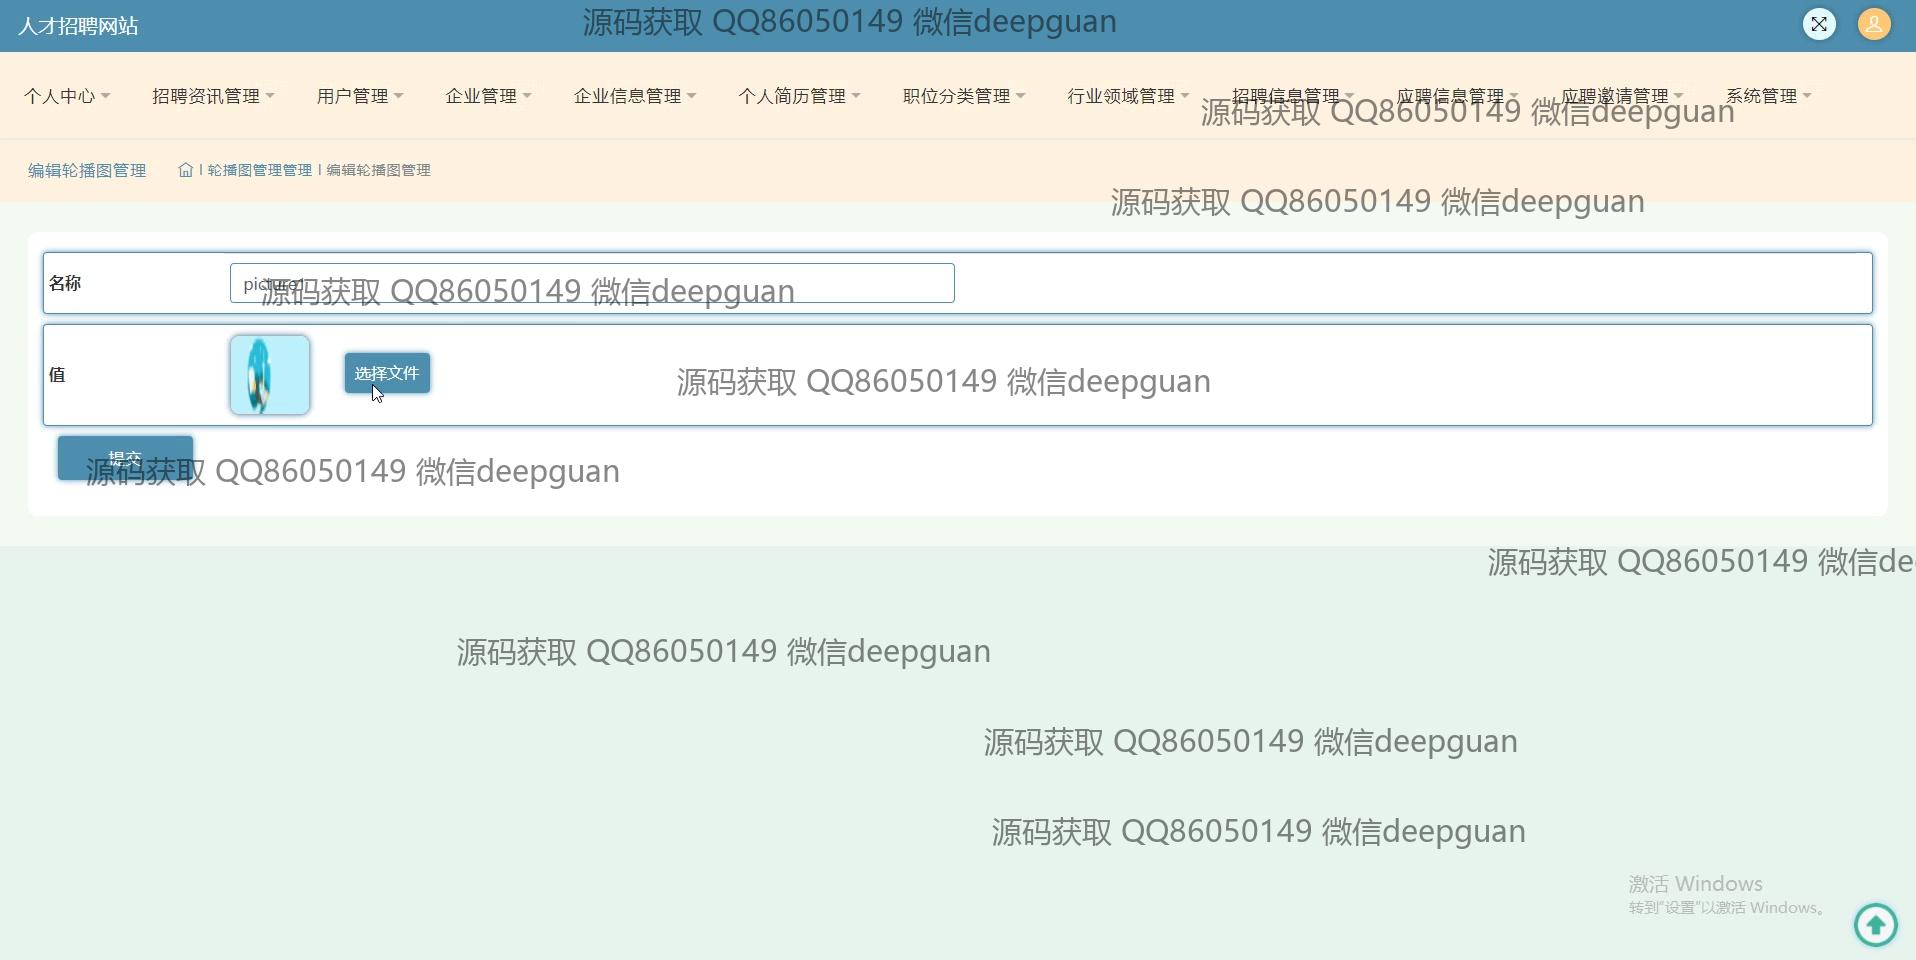 人才招聘网站
源码获取 QQ86050149 微信deepguan
个人中心 招聘资讯管理 用户管理 企业管理 企业信息管理 个人简历管理 职位分类管理 行业领域管理 招聘信息管理 应聘信息管理 应聘邀请管理 系统管理
源码获取 QQ86050149 微信deepguan
编辑轮播图管理 轮播图管理管理 编辑轮播图管理
源码获取 QQ86050149 微信deepguan
名称 picture1
源码获取 QQ86050149 微信deepguan
值 选择文件
源码获取 QQ86050149 微信deepguan
提交
源码获取 QQ86050149 微信deepguan
源码获取 QQ86050149 微信de
源码获取 QQ86050149 微信deepguan
源码获取 QQ86050149 微信deepguan
源码获取 QQ86050149 微信deepguan
激活 Windows
转到"设置"以激活 Windows。